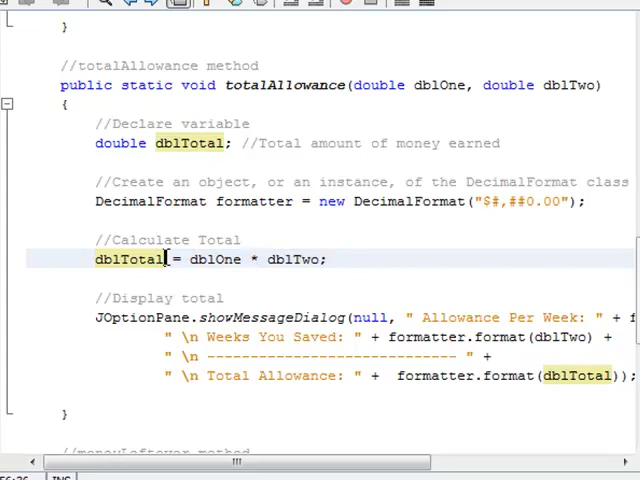 }
//totalAllowance method
public static void totalAllowance(double dblOne, double dblTwo)
{
//Declare variable
double dblTotal; //Total amount of money earned
//Create an object, or an instance, of the DecimalFormat class
DecimalFormat formatter = new DecimalFormat("$#,##0.00");
//Calculate Total
dblTotal = dblOne * dblTwo;
//Display total
JOptionPane.showMessageDialog(null, " Allowance Per Week: " + f
" \n Weeks You Saved: " + formatter.format(dblTwo) +
" \n ----------------------------- " +
" \n Total Allowance: " + formatter.format(dblTotal));
}
//moneyLeftover method
INS